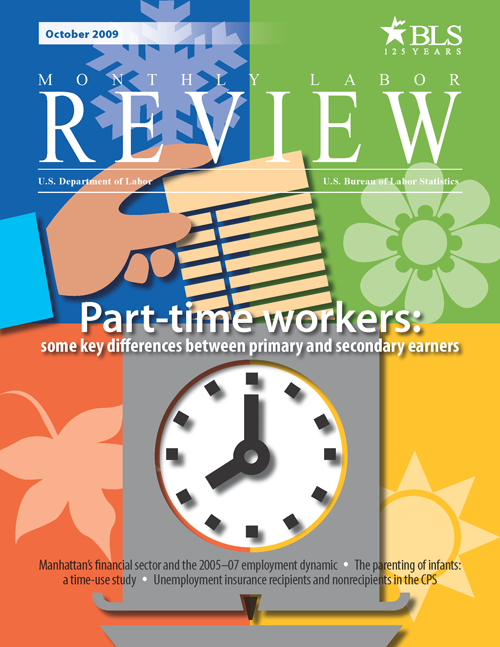 October 2009
BLS
125 YEARS
MONTHLY LABOR
REVIEW
U.S. Department of Labor
U.S. Bureau of Labor Statistics
Part-time workers:
some key differences between primary and secondary earners
Manhattan’s financial sector and the 2005–07 employment dynamic • The parenting of infants:
a time-use study • Unemployment insurance recipients and nonrecipients in the CPS